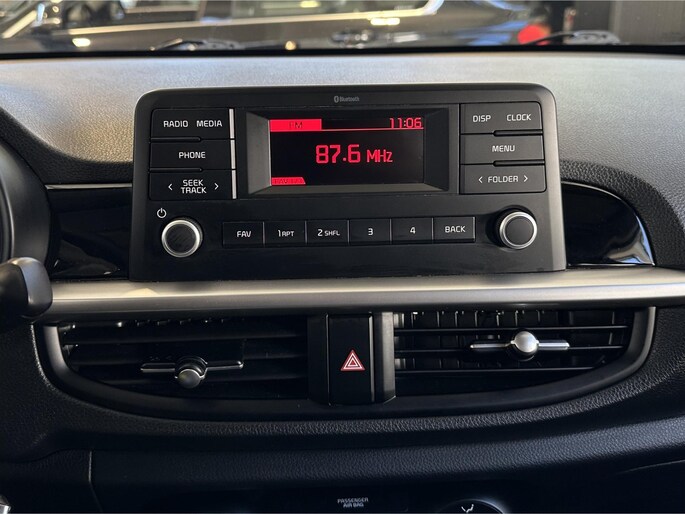 Bluetooth
RADIO MEDIA
FM 11:06
DISP CLOCK
PHONE
87.6 MHz
MENU
< SEEK TRACK >
< FOLDER >
FAV 1 RPT 2 SHFL 3 4 BACK
PASSENGER
AIR BAG